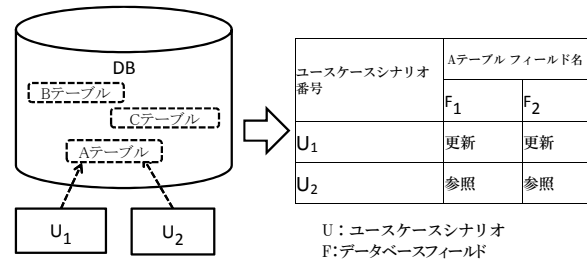 DB
Bテーブル
Cテーブル
Aテーブル
U1
U2
ユースケースシナリオ
番号
Aテーブル フィールド名
F1
F2
U1
更新
更新
U2
参照
参照
U：ユースケースシナリオ
F:データベースフィールド